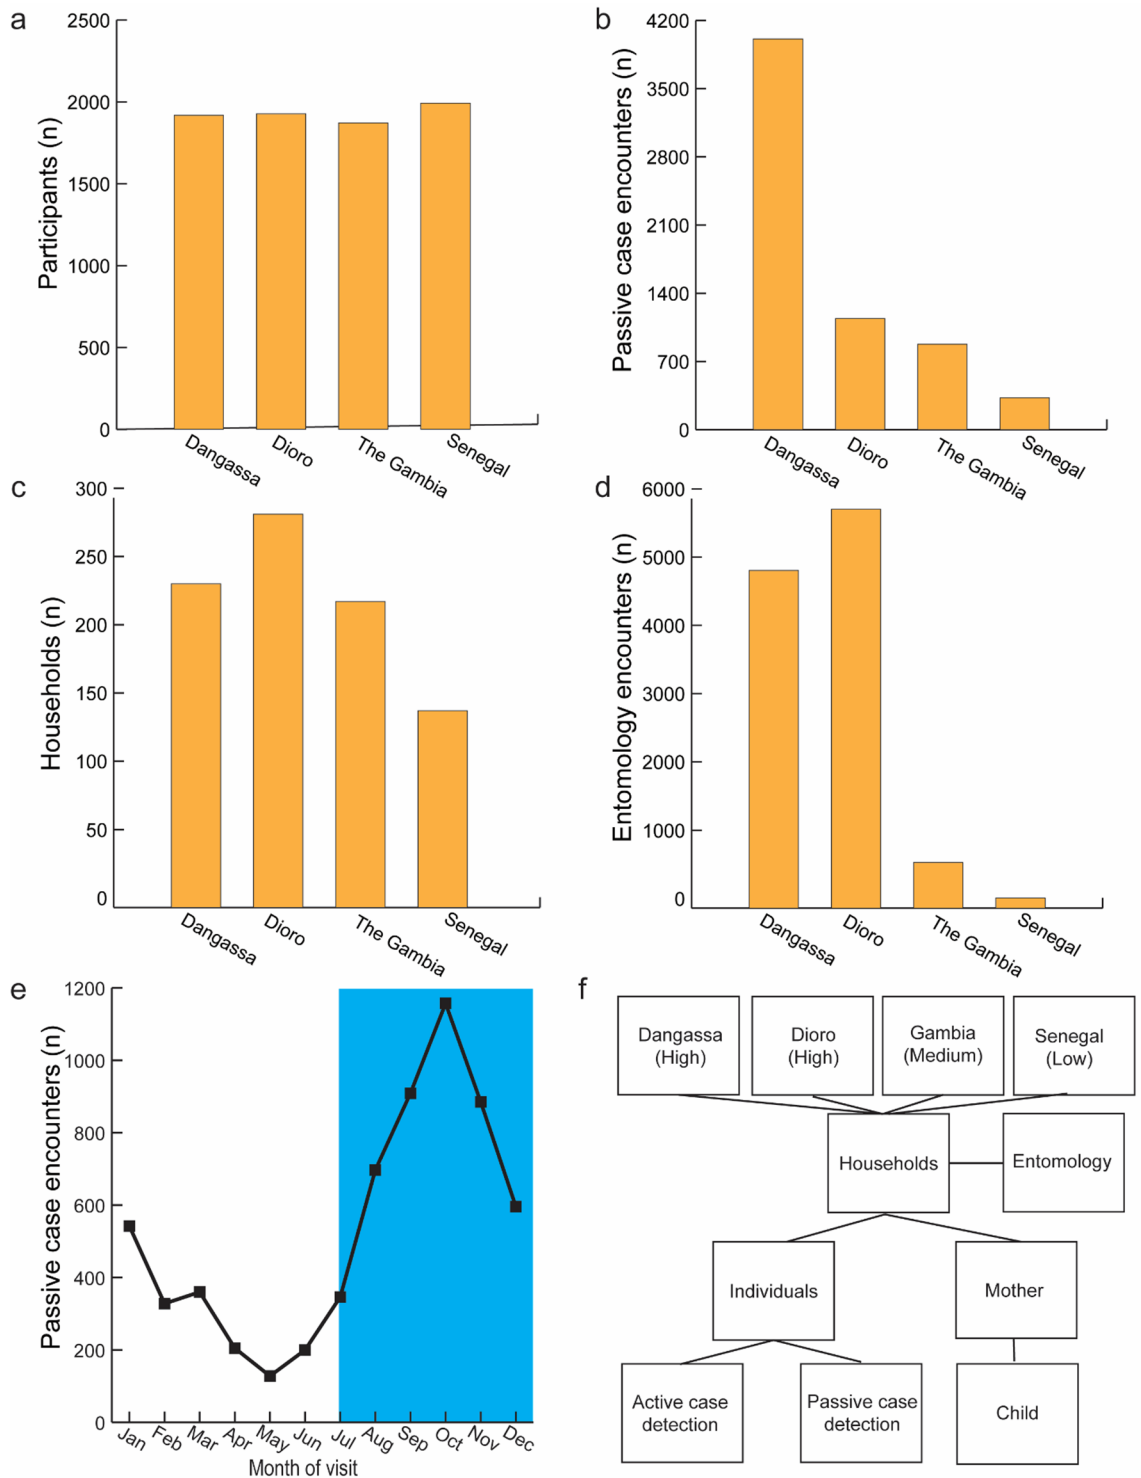 a
2500
2000
1500
1000
500
0
Participants (n)
Dangassa
Dioro
The Gambia
Senegal
b
4200
3500
2800
2100
1400
700
0
Passive case encounters (n)
Dangassa
Dioro
The Gambia
Senegal
c
300
250
200
150
100
50
0
Households (n)
Dangassa
Dioro
The Gambia
Senegal
d
6000
5000
4000
3000
2000
1000
0
Entomology encounters (n)
Dangassa
Dioro
The Gambia
Senegal
e
1200
1000
800
600
400
200
0
Passive case encounters (n)
Jan
Feb
Mar
Apr
May
Jun
Jul
Aug
Sep
Oct
Nov
Dec
Month of visit
f
Dangassa
(High)
Dioro
(High)
Gambia
(Medium)
Senegal
(Low)
Households
Entomology
Individuals
Mother
Active case
detection
Passive case
detection
Child